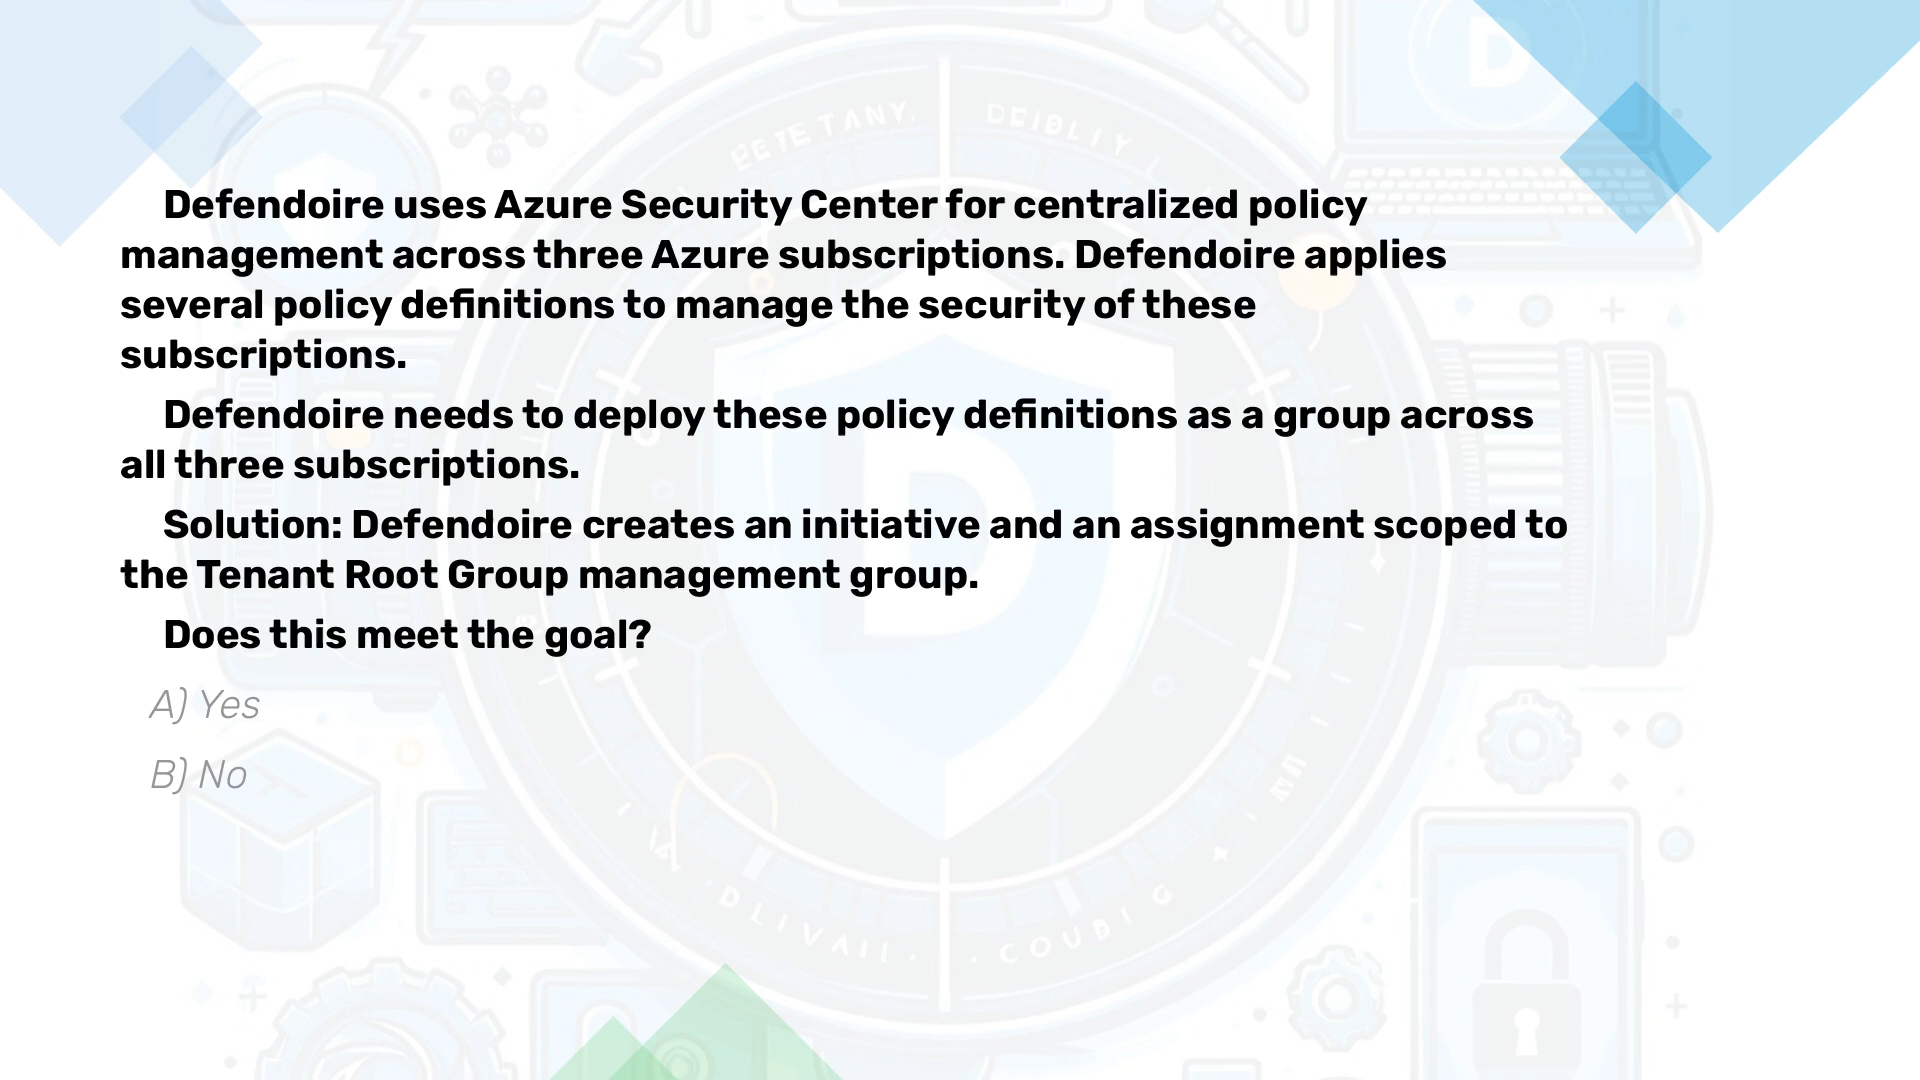 Defendoire uses Azure Security Center for centralized policy
management across three Azure subscriptions. Defendoire applies
several policy definitions to manage the security of these
subscriptions.
Defendoire needs to deploy these policy definitions as a group across
all three subscriptions.
Solution: Defendoire creates an initiative and an assignment scoped to
the Tenant Root Group management group.
Does this meet the goal?
A) Yes
B) No